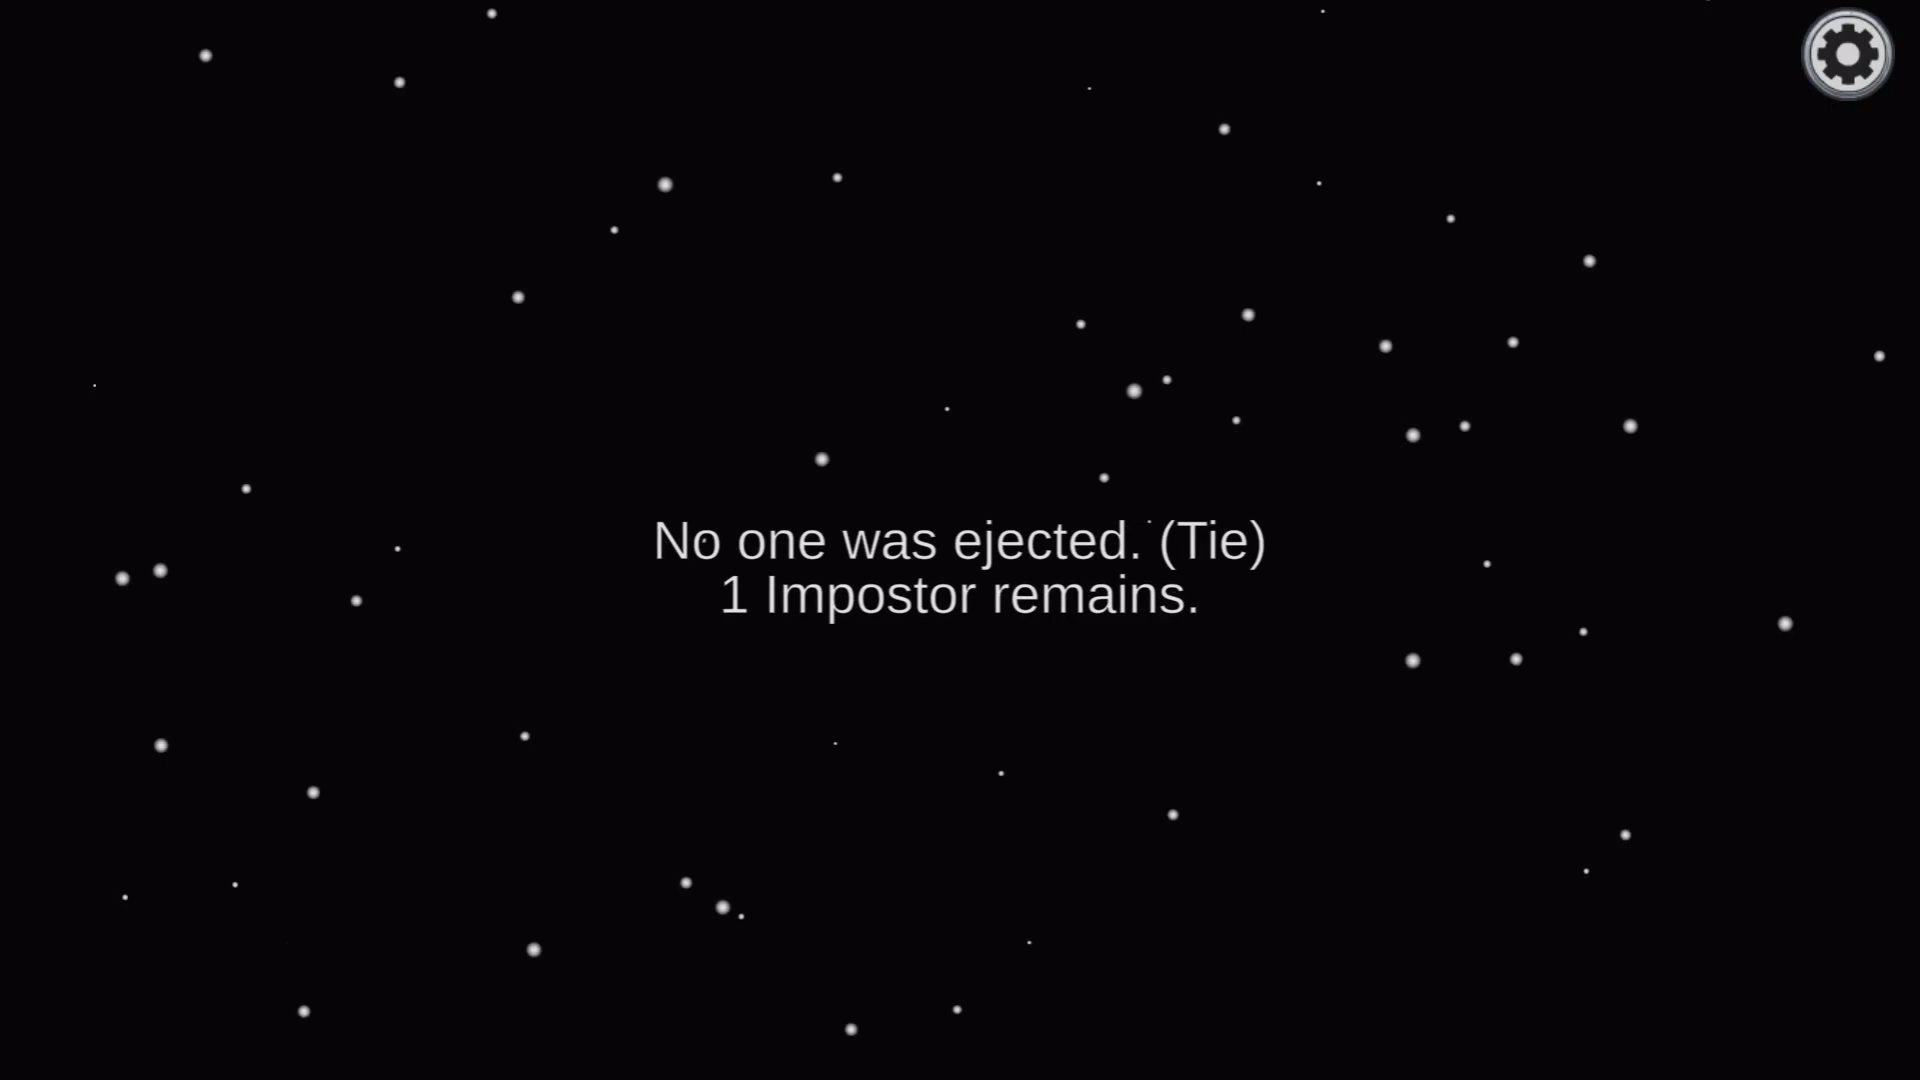 No one was ejected. (Tie)
1 Impostor remains.